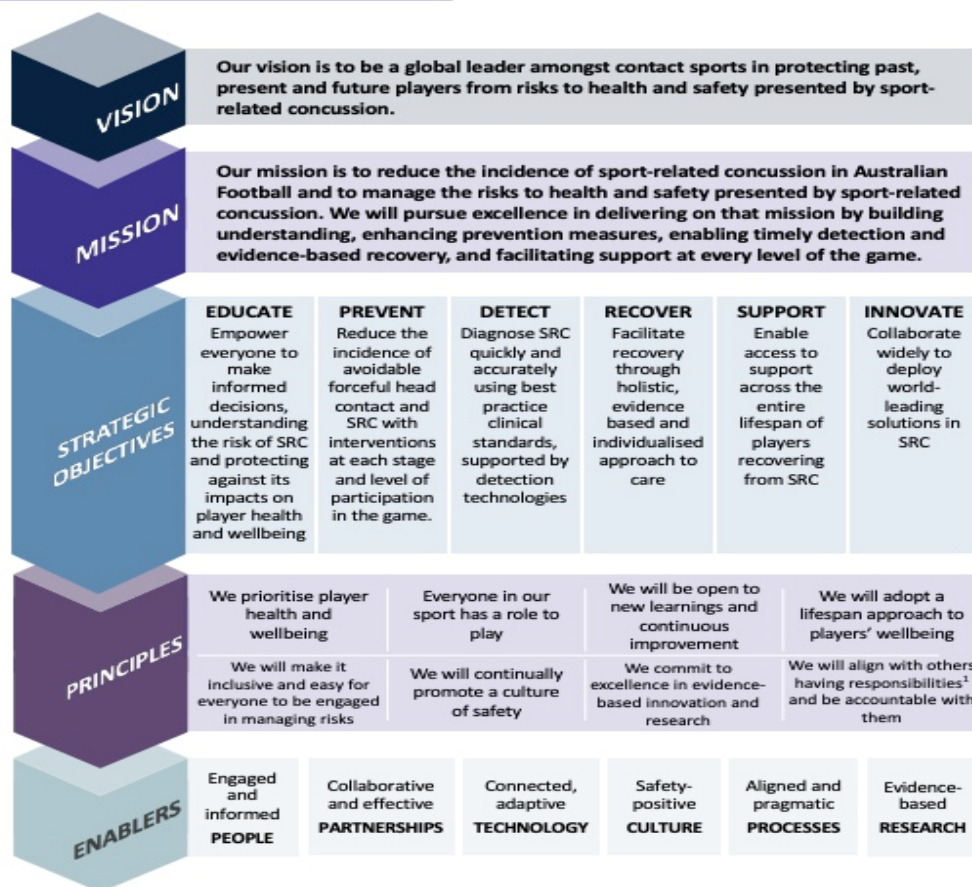 VISION
Our vision is to be a global leader amongst contact sports in protecting past,
present and future players from risks to health and safety presented by sport-
related concussion.
MISSION
Our mission is to reduce the incidence of sport-related concussion in Australian
Football and to manage the risks to health and safety presented by sport-related
concussion. We will pursue excellence in delivering on that mission by building
understanding, enhancing prevention measures, enabling timely detection and
evidence-based recovery, and facilitating support at every level of the game.
STRATEGIC
OBJECTIVES
EDUCATE
Empower
everyone to
make
informed
decisions,
understanding
the risk of SRC
and protecting
against its
impacts on
player health
and wellbeing
PREVENT
Reduce the
incidence of
avoidable
forceful head
contact and
SRC with
interventions
at each stage
and level of
participation
in the game.
DETECT
Diagnose SRC
quickly and
accurately
using best
practice
clinical
standards,
supported by
detection
technologies
RECOVER
Facilitate
recovery
through
holistic,
evidence
based and
individualised
approach to
care
SUPPORT
Enable
access to
support
across the
entire
lifespan of
players
recovering
from SRC
INNOVATE
Collaborate
widely to
deploy
world-
leading
solutions in
SRC
PRINCIPLES
We prioritise player
health and
wellbeing
Everyone in our
sport has a role to
play
We will be open to
new learnings and
continuous
improvement
We will adopt a
lifespan approach to
players' wellbeing
We will make it
inclusive and easy for
everyone to be engaged
in managing risks
We will continually
promote a culture
of safety
We commit to
excellence in evidence-
based innovation and
research
We will align with others
having responsibilities¹
and be accountable with
them
ENABLERS
Engaged
and
informed
PEOPLE
Collaborative
and effective
PARTNERSHIPS
Connected,
adaptive
TECHNOLOGY
Safety-
positive
CULTURE
Aligned and
pragmatic
PROCESSES
Evidence-
based
RESEARCH